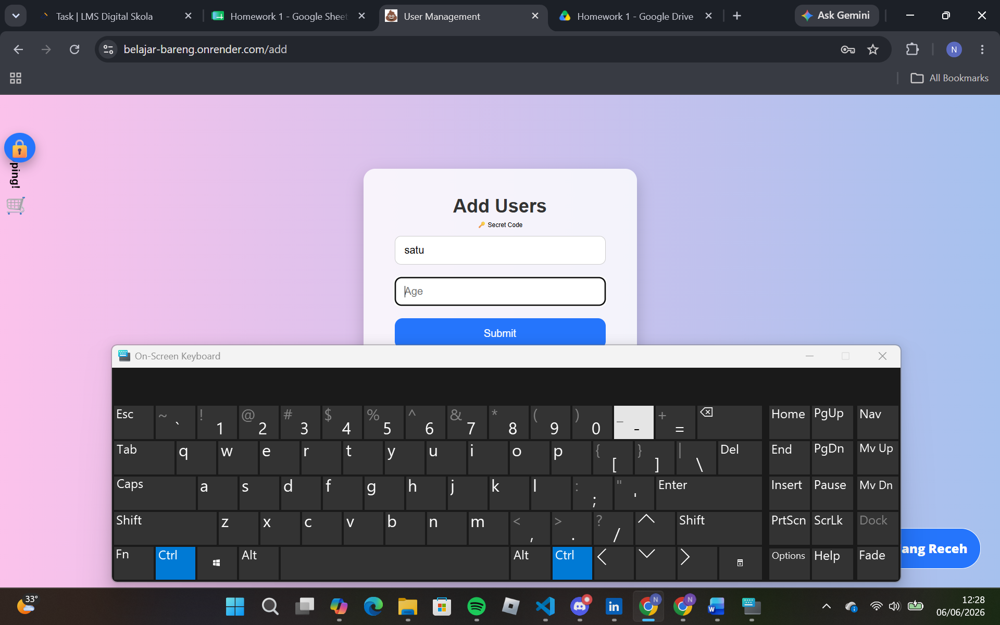 Task | LMS Digital Skola
Homework 1 - Google Sheet
User Management
Homework 1 - Google Drive
Ask Gemini
belajar-bareng.onrender.com/add
N
All Bookmarks
ping!
Add Users
Secret Code
satu
Age
Submit
On-Screen Keyboard
Esc ~ ` ! 1 @ 2 # 3 $ 4 % 5 ^ 6 & 7 * 8 ( 9 ) 0 _ - + = Home PgUp Nav
Tab q w e r t y u i o p { [ } ] | \ Del End PgDn Mv Up
Caps a s d f g h j k l : ; " ' Enter Insert Pause Mv Dn
Shift z x c v b n m < , > . ? / Shift PrtScn ScrLk Dock
Fn Ctrl Alt Alt Ctrl Options Help Fade
ang Receh
33°
12:28
06/06/2026